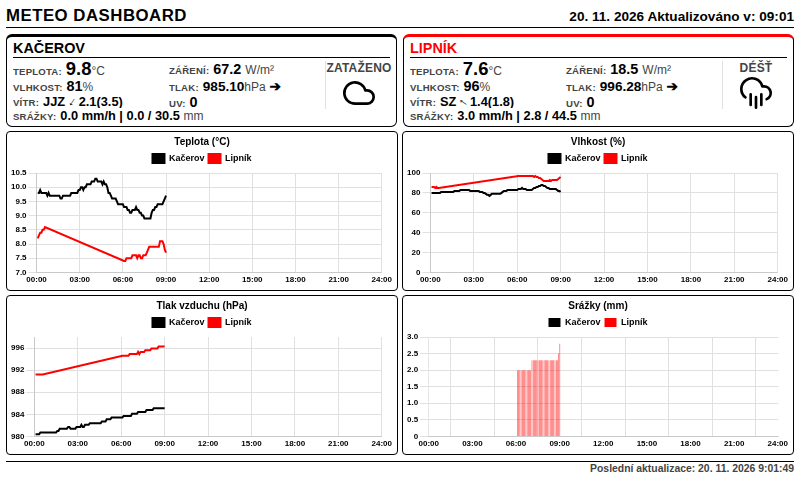 METEO DASHBOARD
20. 11. 2026 Aktualizováno v: 09:01
KAČEROV
TEPLOTA: 9.8°C
ZÁŘENÍ: 67.2 W/m²
ZATAŽENO
VLHKOST: 81%
TLAK: 985.10hPa ➔
VÍTR: JJZ ↙ 2.1(3.5)
UV: 0
SRÁŽKY: 0.0 mm/h | 0.0 / 30.5 mm
LIPNÍK
TEPLOTA: 7.6°C
ZÁŘENÍ: 18.5 W/m²
DÉŠŤ
VLHKOST: 96%
TLAK: 996.28hPa ➔
VÍTR: SZ ↖ 1.4(1.8)
UV: 0
SRÁŽKY: 3.0 mm/h | 2.8 / 44.5 mm
Teplota (°C)
Kačerov Lipník
10.5
10.0
9.5
9.0
8.5
8.0
7.5
7.0
00:00 03:00 06:00 09:00 12:00 15:00 18:00 21:00 24:00
Vlhkost (%)
Kačerov Lipník
100
80
60
40
20
0
00:00 03:00 06:00 09:00 12:00 15:00 18:00 21:00 24:00
Tlak vzduchu (hPa)
Kačerov Lipník
996
992
988
984
980
00:00 03:00 06:00 09:00 12:00 15:00 18:00 21:00 24:00
Srážky (mm)
Kačerov Lipník
3.0
2.5
2.0
1.5
1.0
0.5
0
00:00 03:00 06:00 09:00 12:00 15:00 18:00 21:00 24:00
Poslední aktualizace: 20. 11. 2026 9:01:49